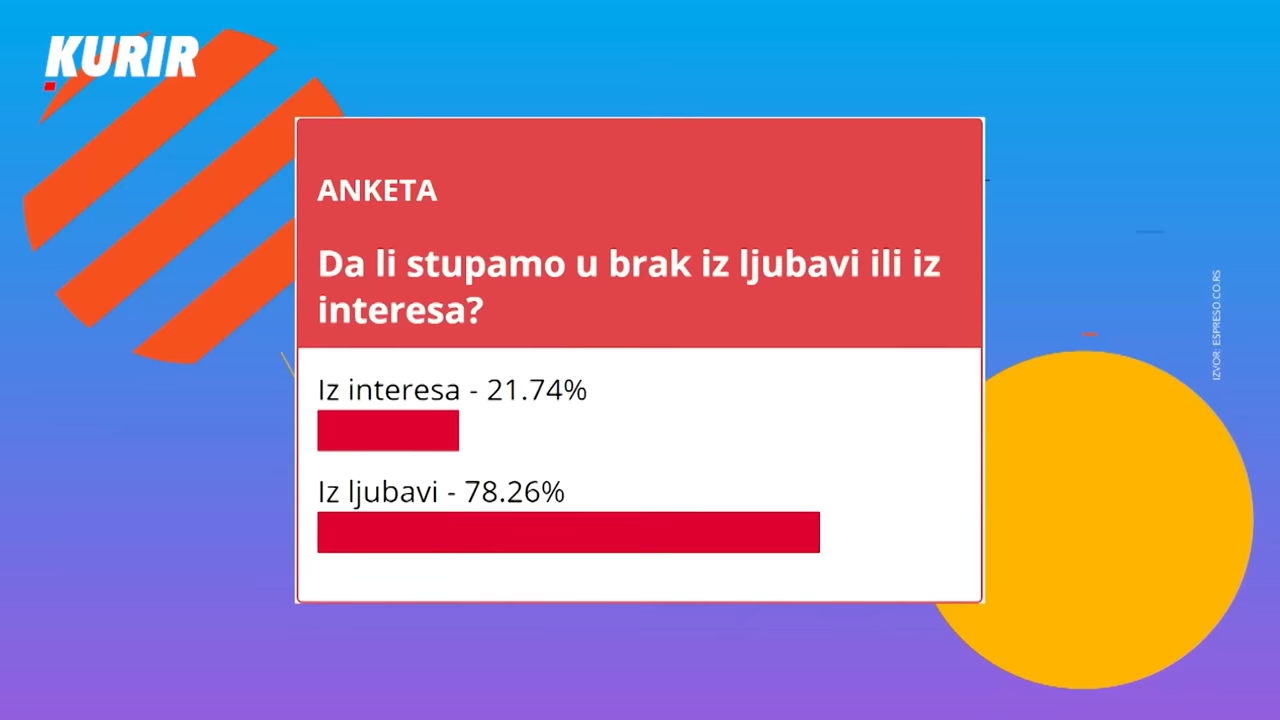 KURIR
ANKETA
Da li stupamo u brak iz ljubavi ili iz
interesa?
Iz interesa - 21.74%
Iz ljubavi - 78.26%
IZVOR: ESPRESO.CO.RS